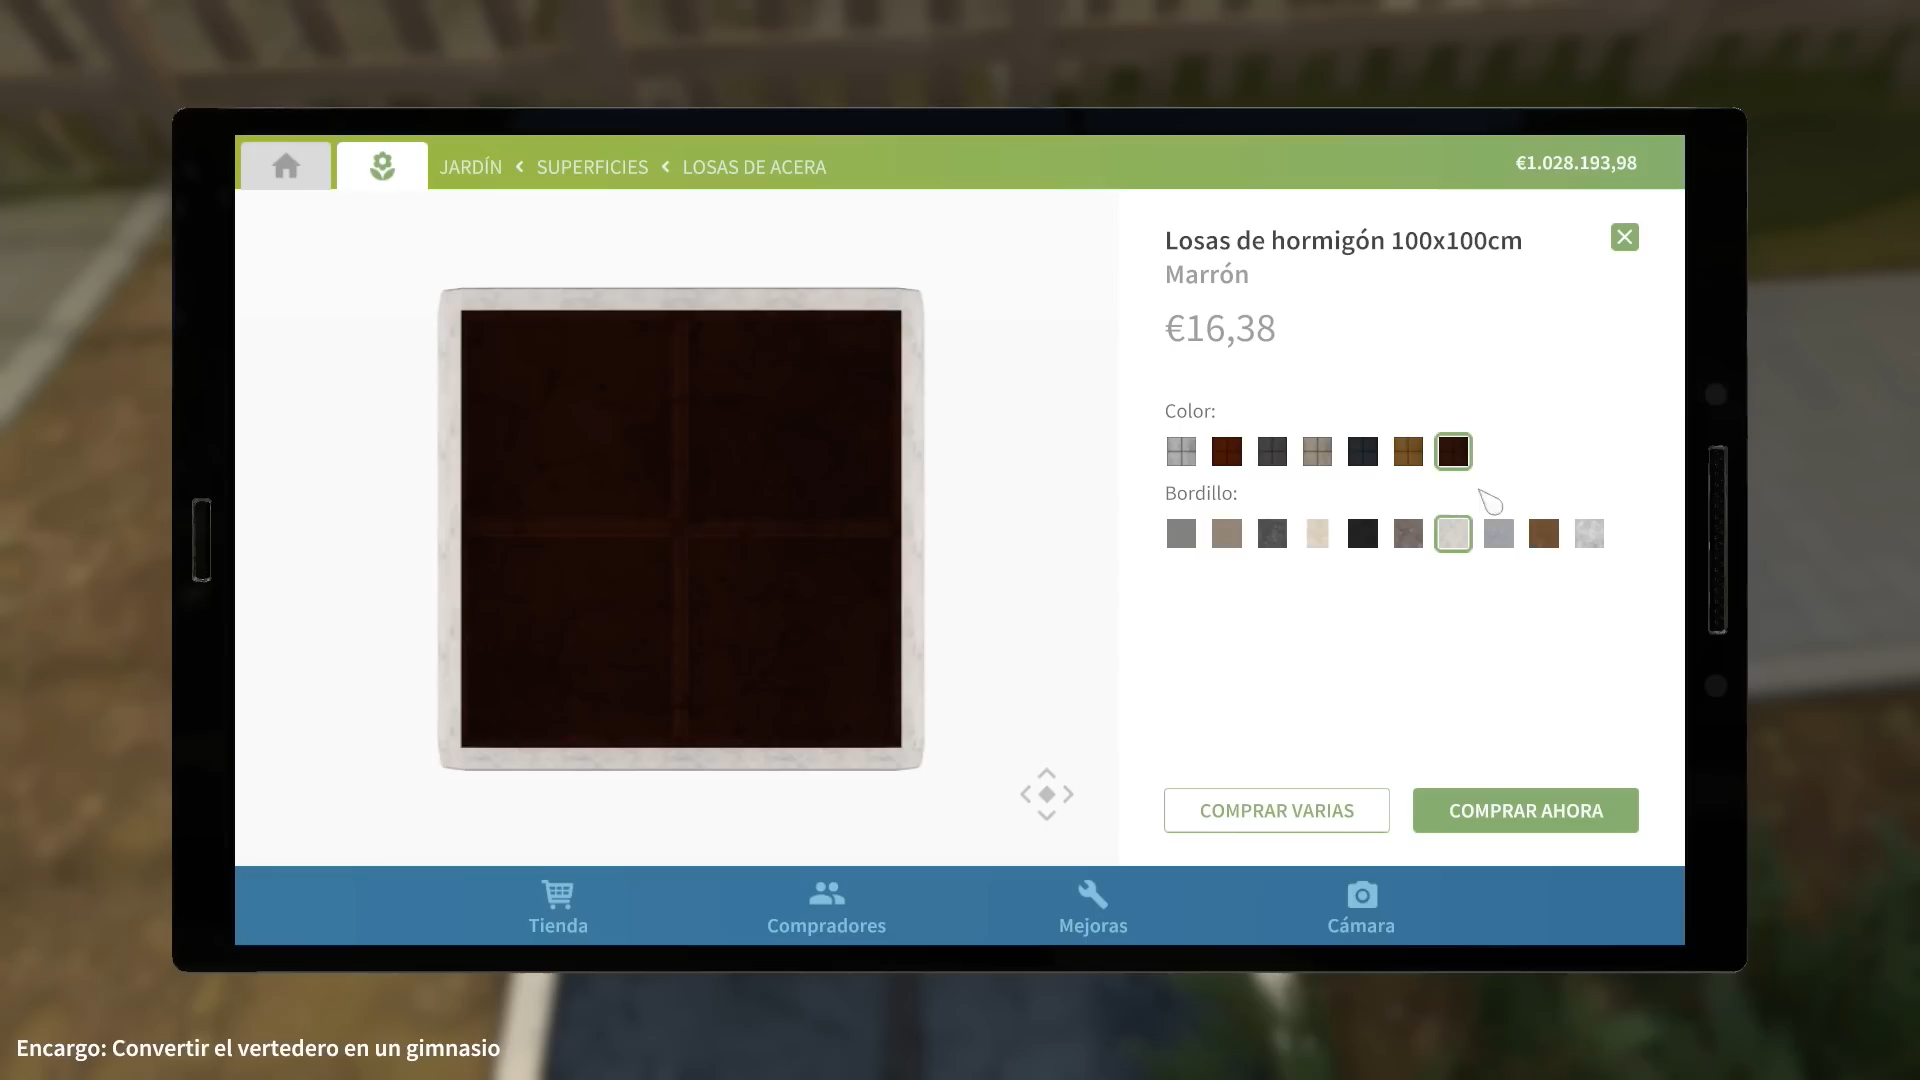 JARDÍN < SUPERFICIES < LOSAS DE ACERA
€1.028.193,98
Losas de hormigón 100x100cm
Marrón
€16,38
Color:
Bordillo:
COMPRAR VARIAS
COMPRAR AHORA
Tienda
Compradores
Mejoras
Cámara
Encargo: Convertir el vertedero en un gimnasio